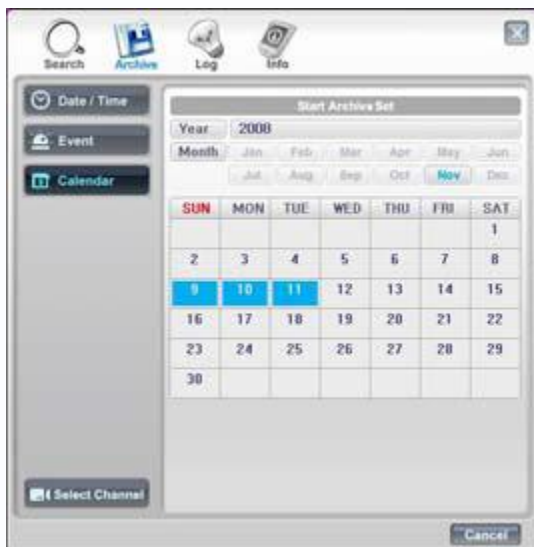 Search Archive Log Info
Date / Time
Event
Calendar
Start Archive Set
Year 2008
Month Jan Feb Mar Apr May Jun
Jul Aug Sep Oct Nov Dec
SUN MON TUE WED THU FRI SAT
1
2 3 4 5 6 7 8
9 10 11 12 13 14 15
16 17 18 19 20 21 22
23 24 25 26 27 28 29
30
Select Channel
Cancel